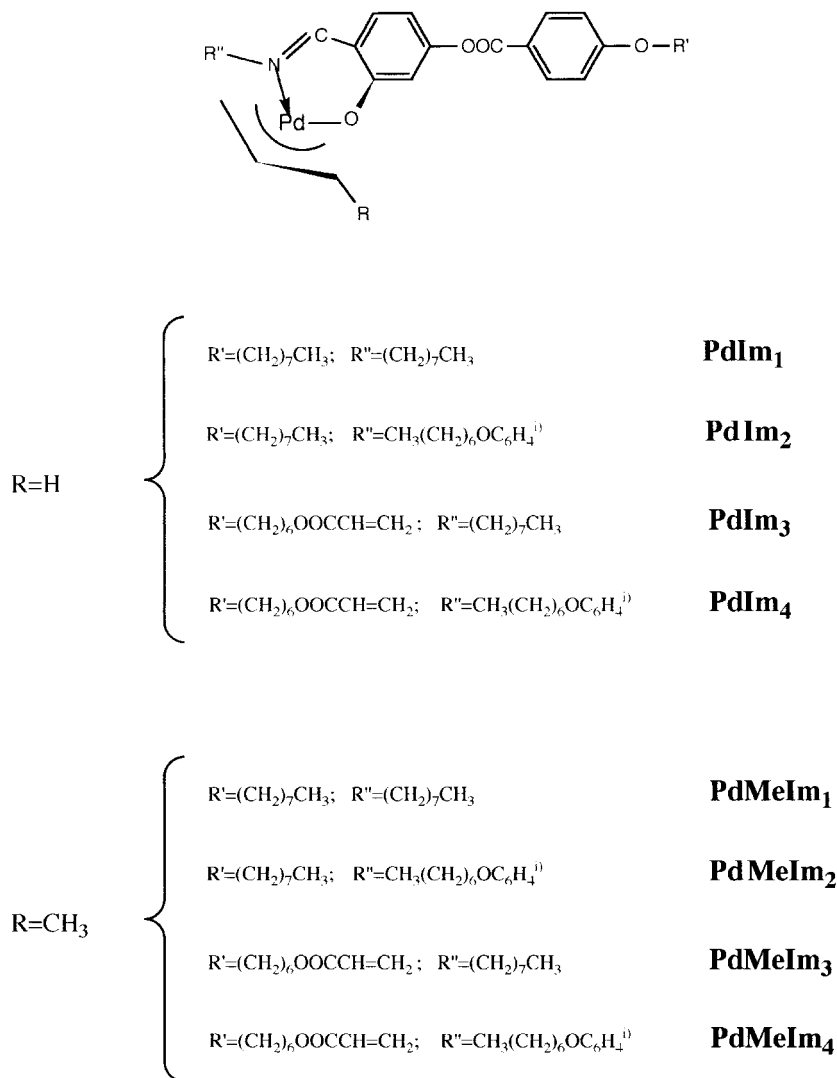 R" N C OOC O—R'
Pd—O
R
R'=(CH₂)₇CH₃; R"=(CH₂)₇CH₃ PdIm₁
R'=(CH₂)₇CH₃; R"=CH₃(CH₂)₆OC₆H₄ⁱ⁾ PdIm₂
R=H
R'=(CH₂)₆OOCCH=CH₂; R"=(CH₂)₇CH₃ PdIm₃
R'=(CH₂)₆OOCCH=CH₂; R"=CH₃(CH₂)₆OC₆H₄ⁱ⁾ PdIm₄
R'=(CH₂)₇CH₃; R"=(CH₂)₇CH₃ PdMeIm₁
R'=(CH₂)₇CH₃; R"=CH₃(CH₂)₆OC₆H₄ⁱ⁾ PdMeIm₂
R=CH₃
R'=(CH₂)₆OOCCH=CH₂; R"=(CH₂)₇CH₃ PdMeIm₃
R'=(CH₂)₆OOCCH=CH₂; R"=CH₃(CH₂)₆OC₆H₄ⁱ⁾ PdMeIm₄